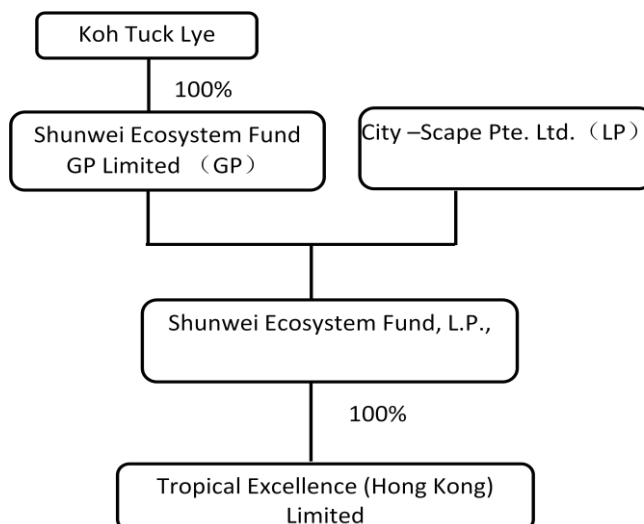 Koh Tuck Lye
100%
Shunwei Ecosystem Fund
GP Limited （GP）
City –Scape Pte. Ltd.（LP）
Shunwei Ecosystem Fund, L.P.,
100%
Tropical Excellence (Hong Kong)
Limited